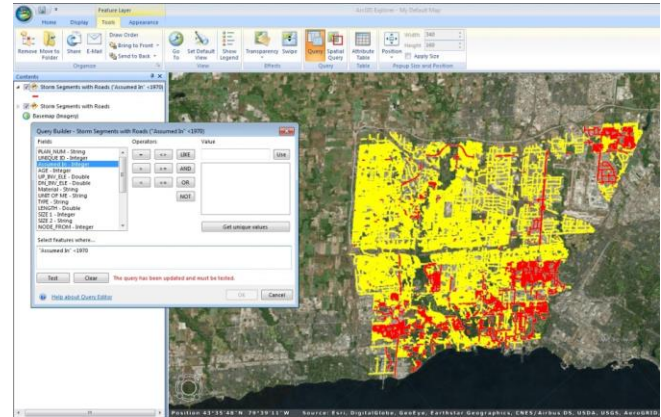 Feature Layer
ArcGIS Explorer - My Default Map
Home Display Tools Appearance
Remove Move to Folder Share E-Mail
Draw Order
Bring to Front
Send to Back
Go To Set Default View Show Legend
Transparency Swipe
Query Spatial Query
Attribute Table
Position
Width 340
Height
Apply Size
Organize View Effects Query Table Popup Size and Position
Contents
Storm Segments with Roads ("Assumed In" <1970)
Storm Segments with Roads
Basemap (Imagery)
Query Builder - Storm Segments with Roads ("Assumed In" <1970)
Fields Operators Value
PLAN_NUM - String
UNIQUE ID - Integer
Assumed In - Integer
AGE - Integer
UP_INV_ELE - Double
DN_INV_ELE - Double
Material - String
UNIT OF ME - String
TYPE - String
LENGTH - Double
SIZE 1 - Integer
SIZE 2 - String
NODE_FROM - Integer
LIKE
AND
OR
NOT
Use
Get unique values
Select features where...
"Assumed In" <1970
Test Clear The query has been updated and must be tested.
Help about Query Editor OK Cancel
Position 43°35'48"N 79°39'11"W Source: Esri, DigitalGlobe, GeoEye, Earthstar Geographics, CNES/Airbus DS, USDA, USGS, AeroGRID